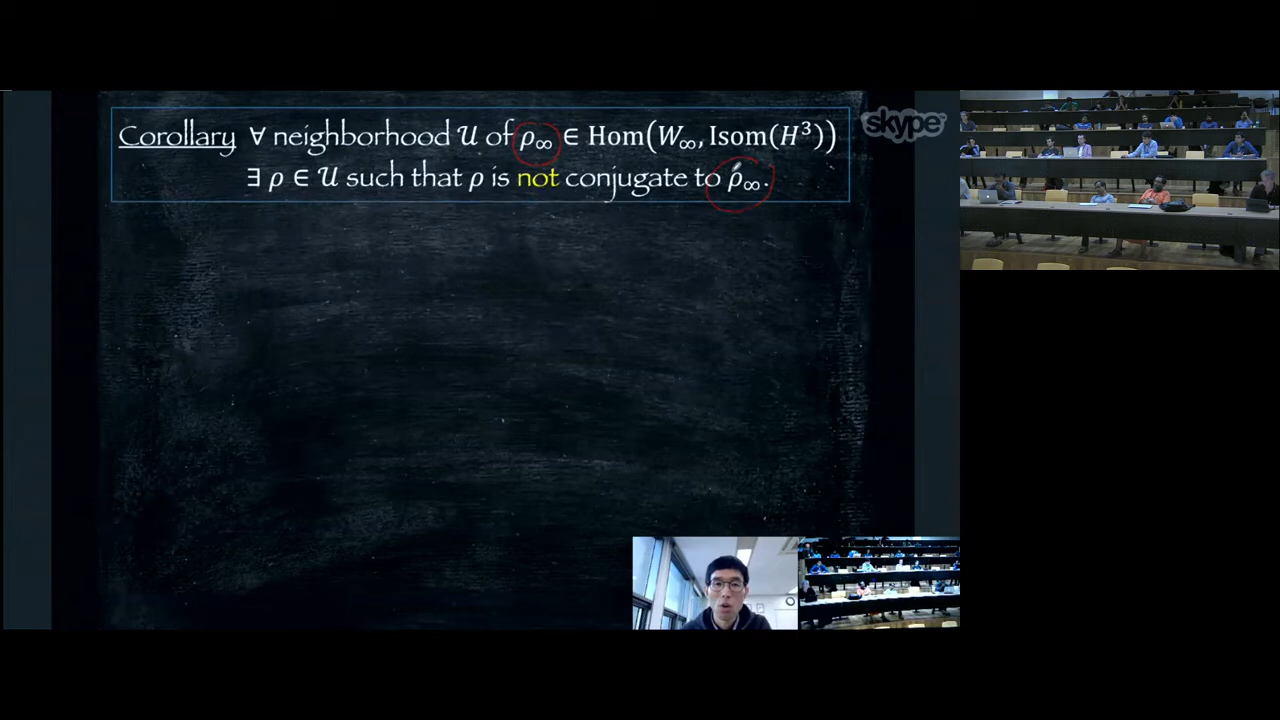 Corollary ∀ neighborhood 𝒰 of ρ∞ ∈ Hom(W∞, Isom(H³))
∃ ρ ∈ 𝒰 such that ρ is not conjugate to ρ∞.
skype